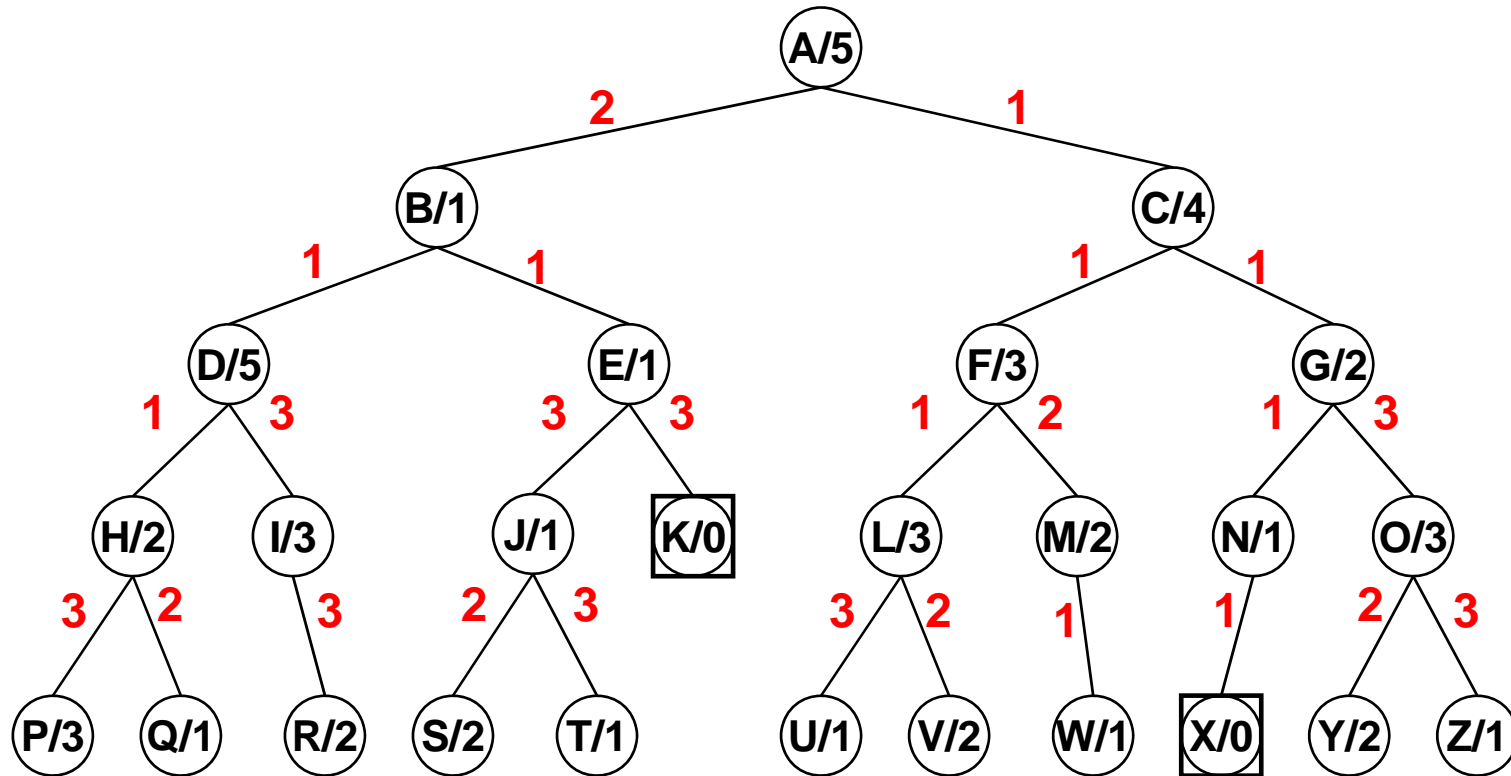 A/5
2 1
B/1 C/4
1 1 1 1
D/5 E/1 F/3 G/2
1 3 3 3 1 2 1 3
H/2 I/3 J/1 K/0 L/3 M/2 N/1 O/3
3 2 3 2 3 3 2 1 1 2 3
P/3 Q/1 R/2 S/2 T/1 U/1 V/2 W/1 X/0 Y/2 Z/1